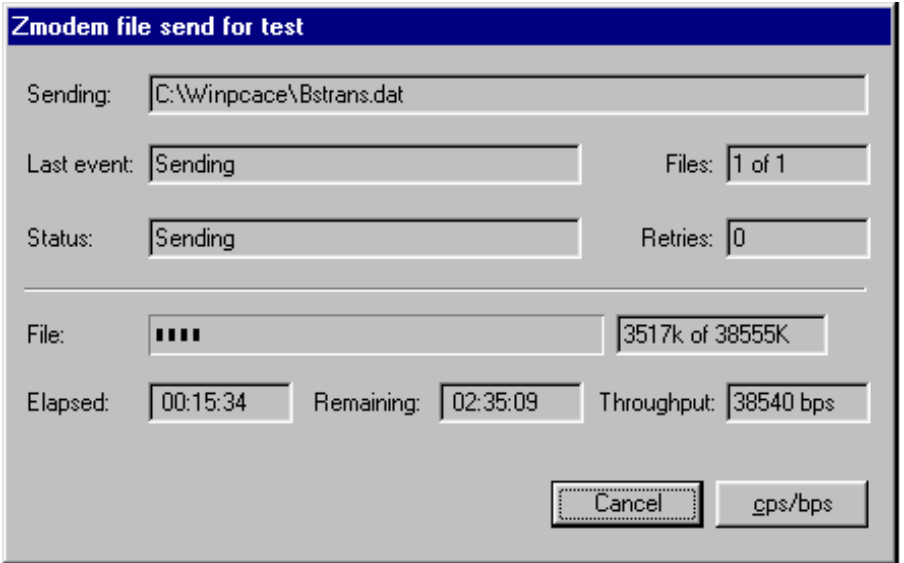 Zmodem file send for test
Sending: C:\Winpcace\Bstrans.dat
Last event: Sending Files: 1 of 1
Status: Sending Retries: 0
File: 3517k of 38555K
Elapsed: 00:15:34 Remaining: 02:35:09 Throughput: 38540 bps
Cancel cps/bps